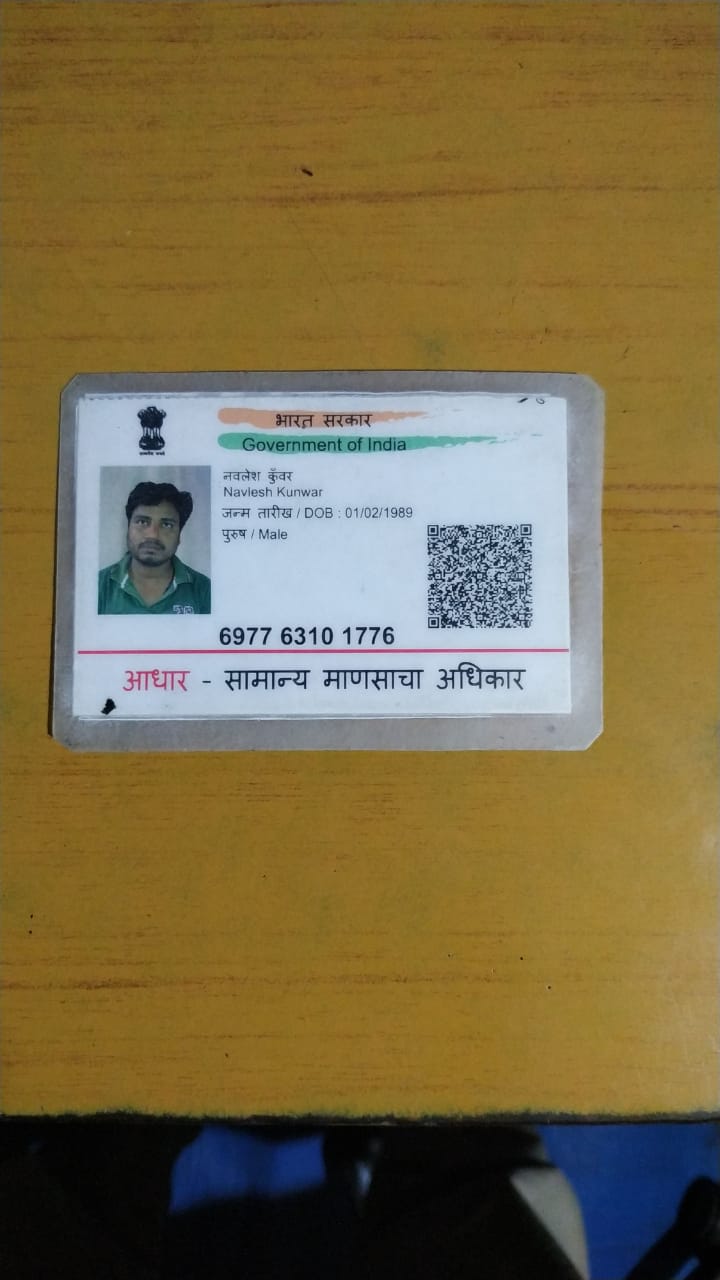 भारत सरकार
Government of India
नवलेश कुँवर
Navlesh Kunwar
जन्म तारीख / DOB : 01/02/1989
पुरुष / Male
6977 6310 1776
आधार - सामान्य माणसाचा अधिकार